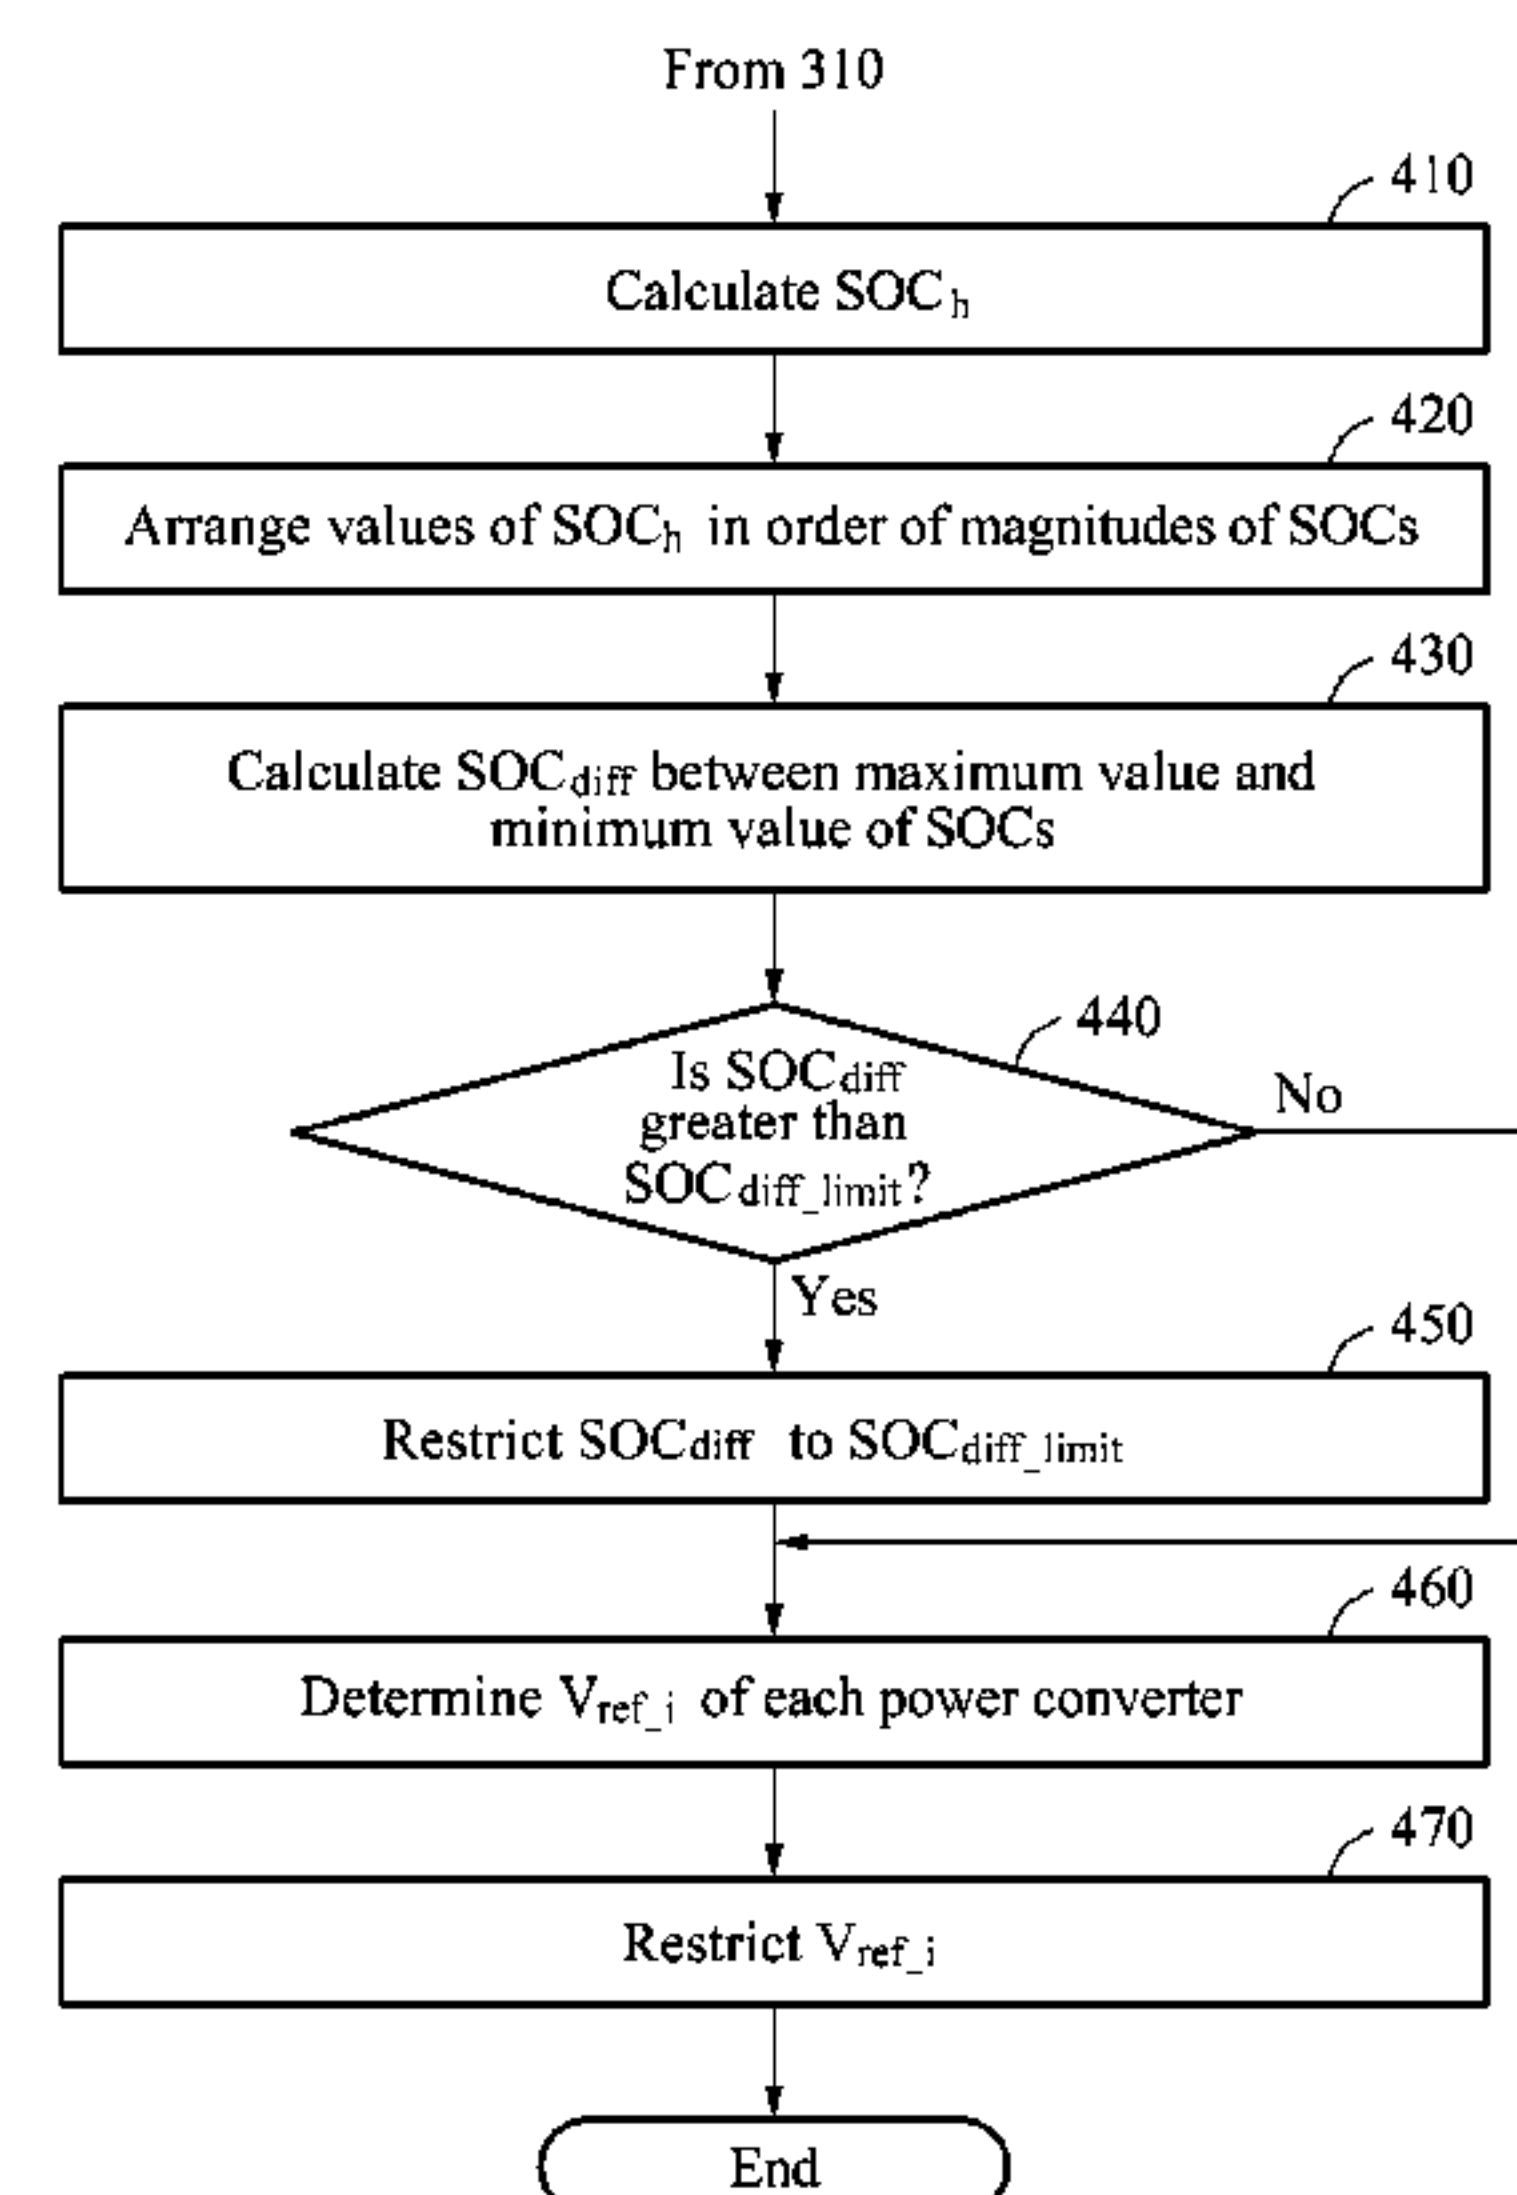 From 310
410
Calculate SOCh
420
Arrange values of SOCh in order of magnitudes of SOCs
430
Calculate SOCdiff between maximum value and
minimum value of SOCs
440
Is SOCdiff
greater than
SOCdiff_limit?
No
Yes
450
Restrict SOCdiff to SOCdiff_limit
460
Determine Vref_i of each power converter
470
Restrict Vref_i
End